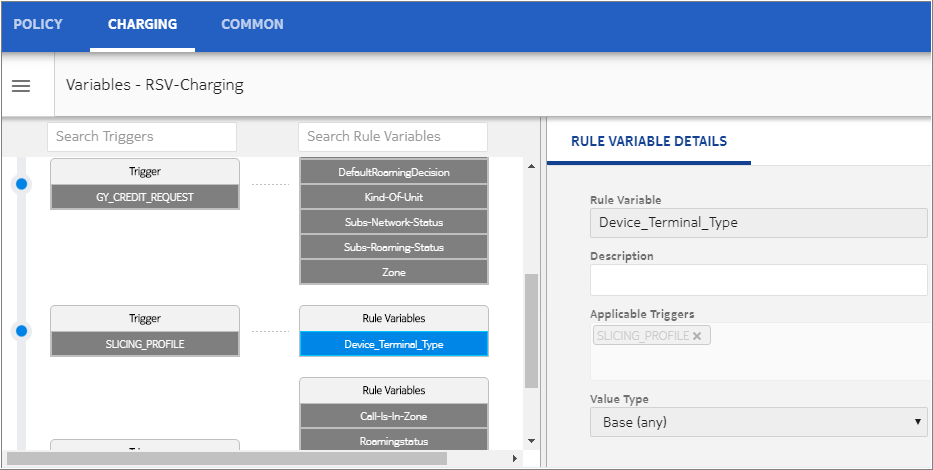 POLICY CHARGING COMMON
Variables - RSV-Charging
Search Triggers
Search Rule Variables
Trigger
GY_CREDIT_REQUEST
DefaultRoamingDecision
Kind-Of-Unit
Subs-Network-Status
Subs-Roaming-Status
Zone
Trigger
SLICING_PROFILE
Rule Variables
Device_Terminal_Type
Rule Variables
Call-Is-In-Zone
Roamingstatus
RULE VARIABLE DETAILS
Rule Variable
Device_Terminal_Type
Description
Applicable Triggers
SLICING_PROFILE
Value Type
Base (any)